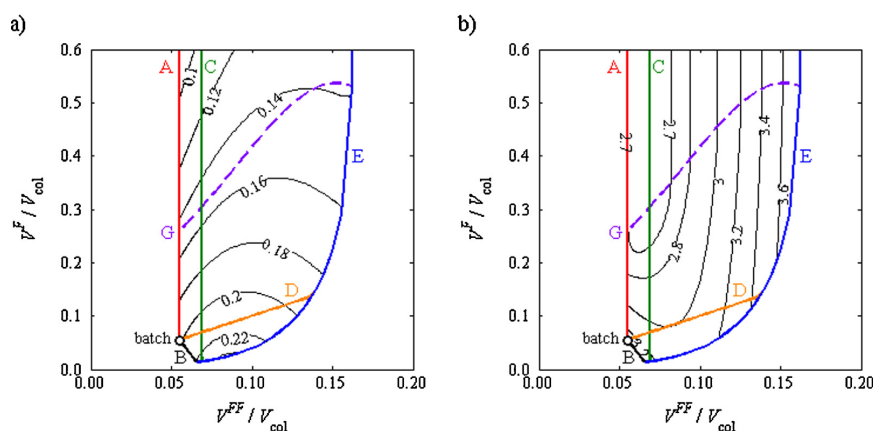 a)
0.6
0.5
0.4
0.3
0.2
0.1
0.0
0.00
0.05
0.10
0.15
0.20
V^F / V_col
V^FF / V_col
A
C
0.1
0.12
0.14
E
0.16
G
0.18
D
0.2
batch
0.22
B
b)
0.6
0.5
0.4
0.3
0.2
0.1
0.0
0.00
0.05
0.10
0.15
0.20
V^F / V_col
V^FF / V_col
A
C
2.7
2.7
3.4
E
3
3.6
G
2.8
3.2
D
batch
B